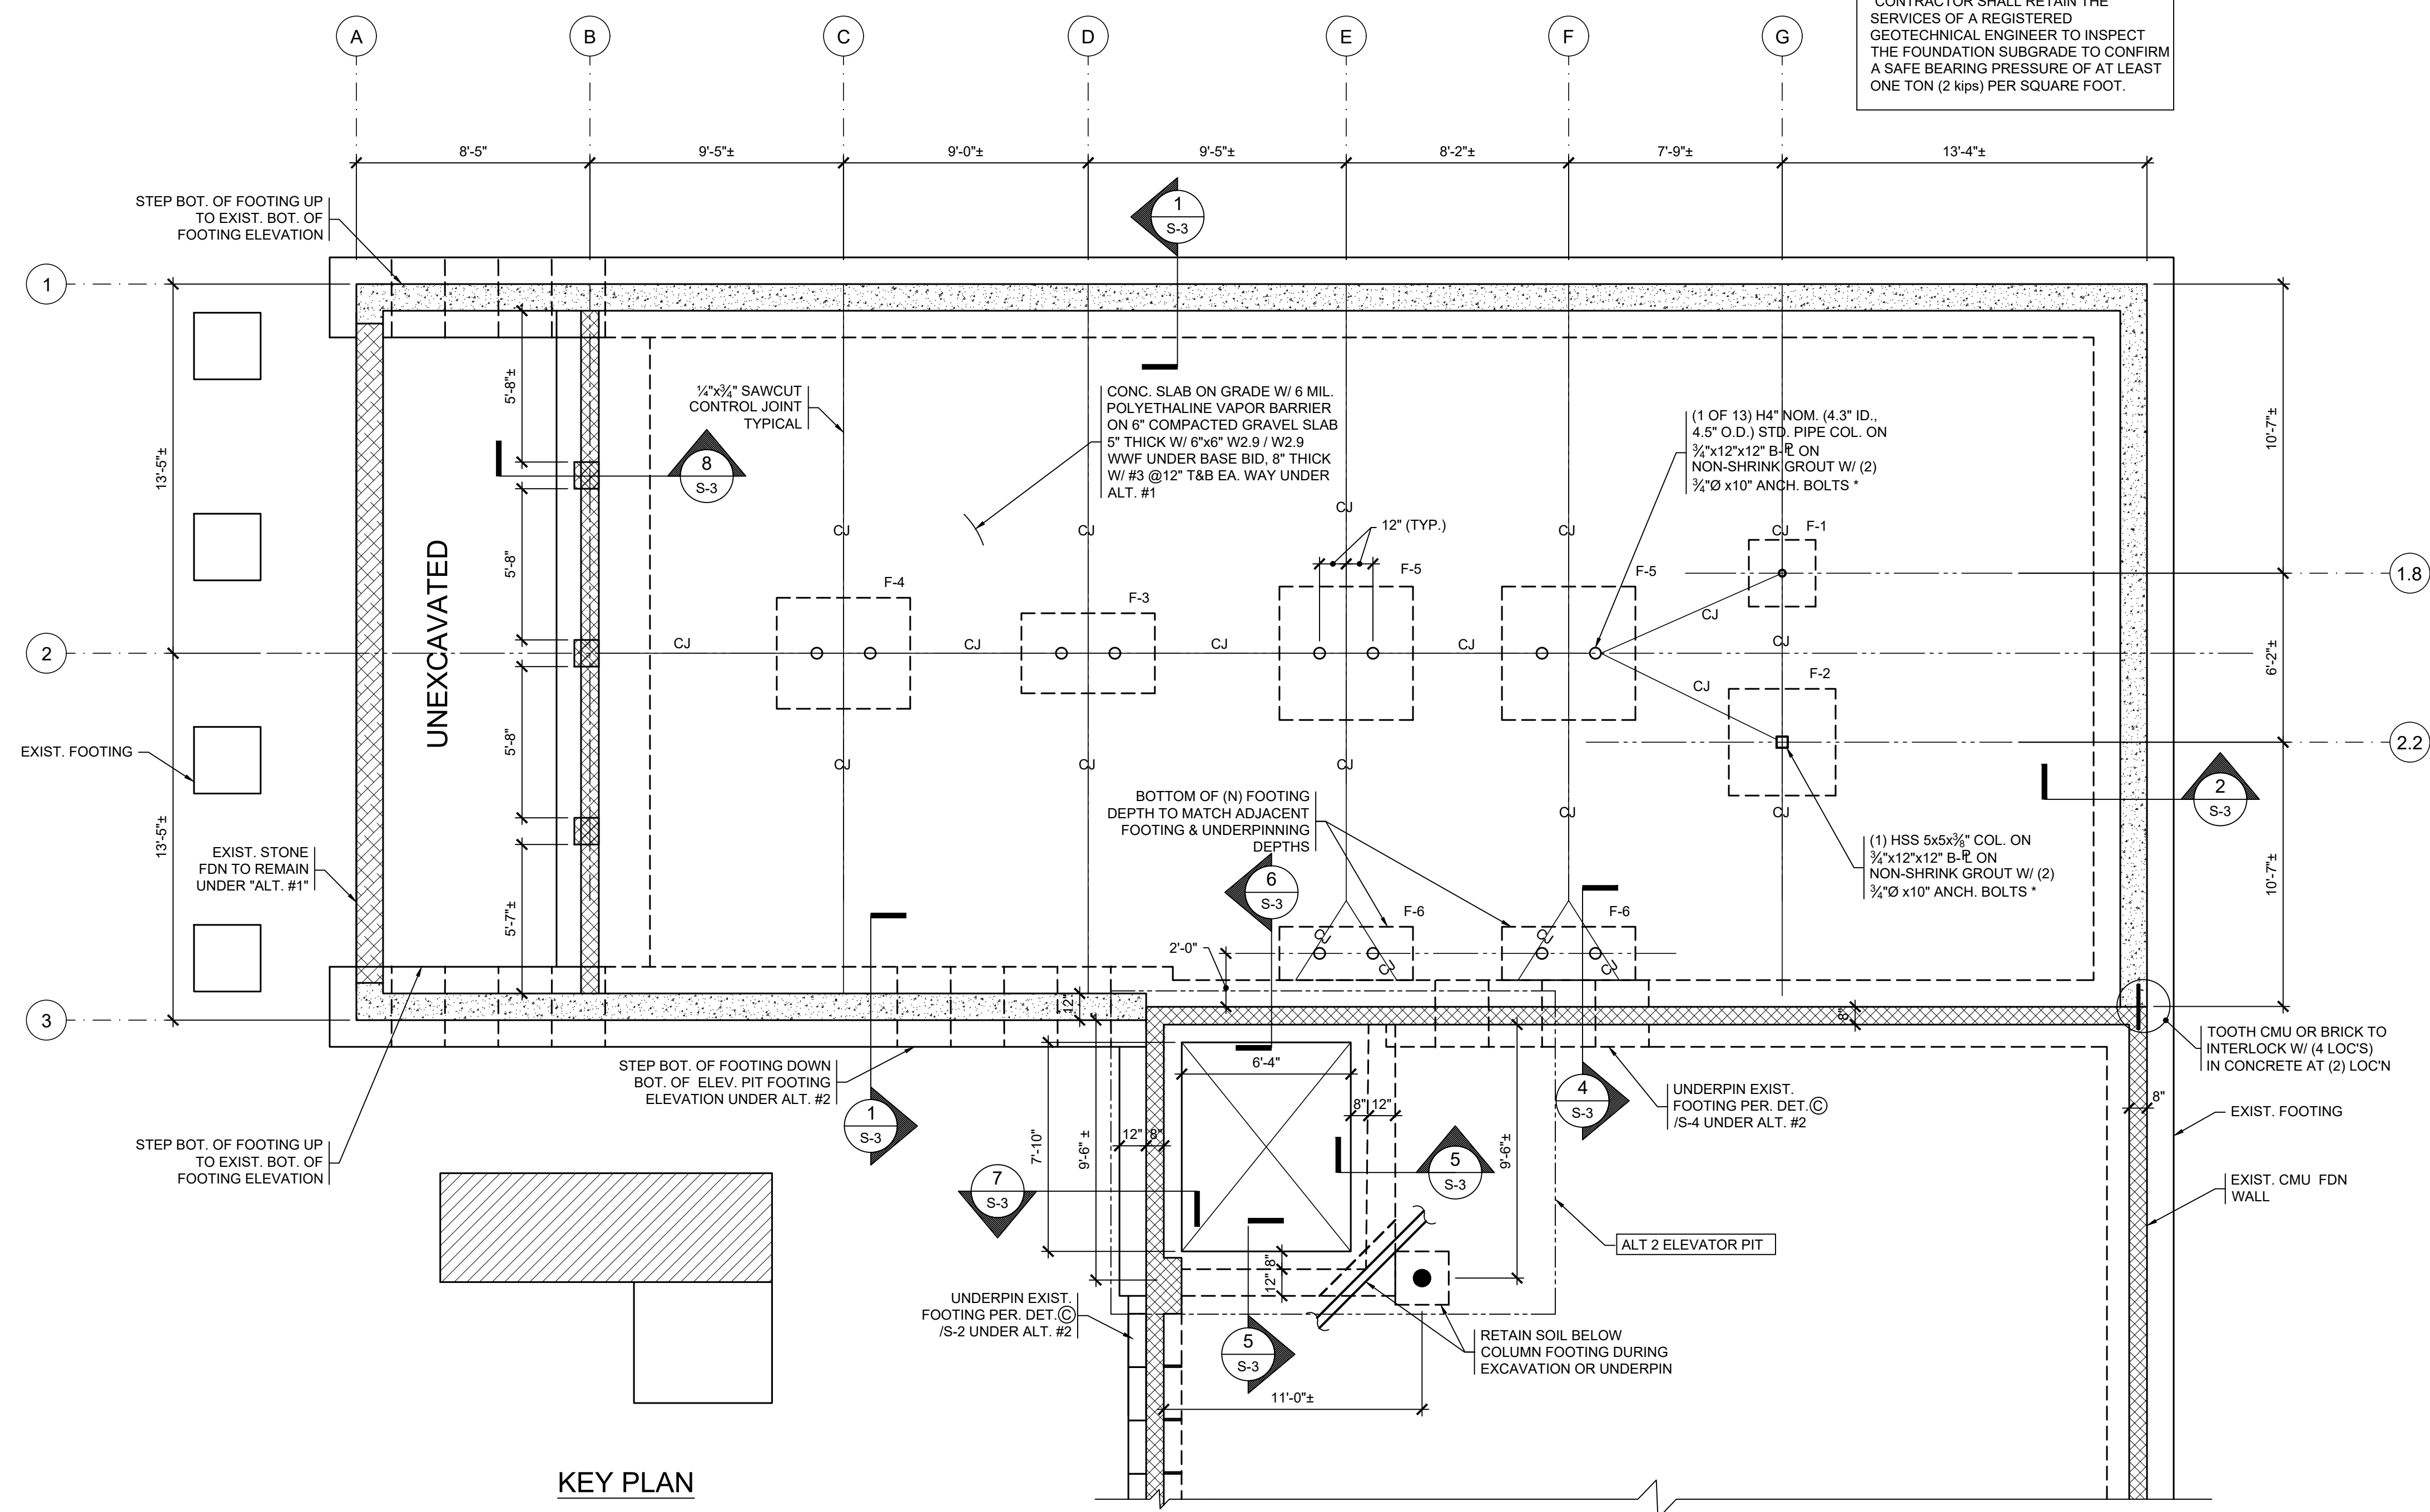 CONTRACTOR SHALL RETAIN THE
SERVICES OF A REGISTERED
GEOTECHNICAL ENGINEER TO INSPECT
THE FOUNDATION SUBGRADE TO CONFIRM
A SAFE BEARING PRESSURE OF AT LEAST
ONE TON (2 kips) PER SQUARE FOOT.
A
B
C
D
E
F
G
8'-5"
9'-5"±
9'-0"±
9'-5"±
8'-2"±
7'-9"±
13'-4"±
STEP BOT. OF FOOTING UP
TO EXIST. BOT. OF
FOOTING ELEVATION
1
S-3
1
2
3
1.8
2.2
13'-5"±
13'-5"±
5'-8"±
5'-8"
5'-8"
5'-7"±
10'-7"±
6'-2"±
10'-7"±
UNEXCAVATED
¼"x¾" SAWCUT
CONTROL JOINT
TYPICAL
8
S-3
CONC. SLAB ON GRADE W/ 6 MIL.
POLYETHALINE VAPOR BARRIER
ON 6" COMPACTED GRAVEL SLAB
5" THICK W/ 6"x6" W2.9 / W2.9
WWF UNDER BASE BID, 8" THICK
W/ #3 @12" T&B EA. WAY UNDER
ALT. #1
(1 OF 13) H4" NOM. (4.3" ID.,
4.5" O.D.) STD. PIPE COL. ON
¾"x12"x12" B-PL ON
NON-SHRINK GROUT W/ (2)
¾"Ø x10" ANCH. BOLTS *
CJ
CJ
CJ
CJ
CJ
12" (TYP.)
F-4
F-3
F-5
F-5
F-1
F-2
CJ
CJ
CJ
CJ
CJ
CJ
CJ
CJ
CJ
CJ
CJ
CJ
EXIST. FOOTING
EXIST. STONE
FDN TO REMAIN
UNDER "ALT. #1"
BOTTOM OF (N) FOOTING
DEPTH TO MATCH ADJACENT
FOOTING & UNDERPINNING
DEPTHS
2
S-3
(1) HSS 5x5x⅜" COL. ON
¾"x12"x12" B-PL ON
NON-SHRINK GROUT W/ (2)
¾"Ø x10" ANCH. BOLTS *
6
S-3
F-6
F-6
CJ
CJ
CJ
CJ
2'-0"
12"
8"
STEP BOT. OF FOOTING DOWN
BOT. OF ELEV. PIT FOOTING
ELEVATION UNDER ALT. #2
1
S-3
6'-4"
8"
12"
7'-10"
9'-6" ±
12"
8"
9'-6"±
4
S-3
UNDERPIN EXIST.
FOOTING PER. DET.Ⓒ
/S-4 UNDER ALT. #2
TOOTH CMU OR BRICK TO
INTERLOCK W/ (4 LOC'S)
IN CONCRETE AT (2) LOC'N
8"
EXIST. FOOTING
EXIST. CMU FDN
WALL
STEP BOT. OF FOOTING UP
TO EXIST. BOT. OF
FOOTING ELEVATION
7
S-3
5
S-3
ALT 2 ELEVATOR PIT
8"
12"
UNDERPIN EXIST.
FOOTING PER. DET.Ⓒ
/S-2 UNDER ALT. #2
5
S-3
RETAIN SOIL BELOW
COLUMN FOOTING DURING
EXCAVATION OR UNDERPIN
11'-0"±
KEY PLAN